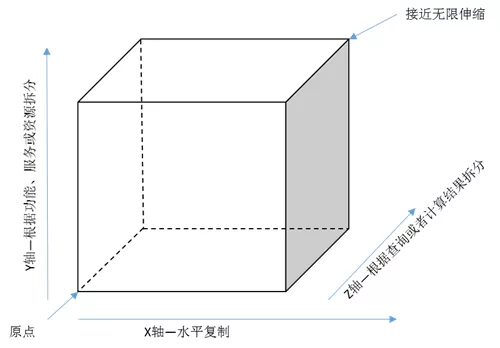 接近无限伸缩
Y轴—根据功能、服务或资源拆分
Z轴—根据查询或者计算结果拆分
原点
X轴—水平复制